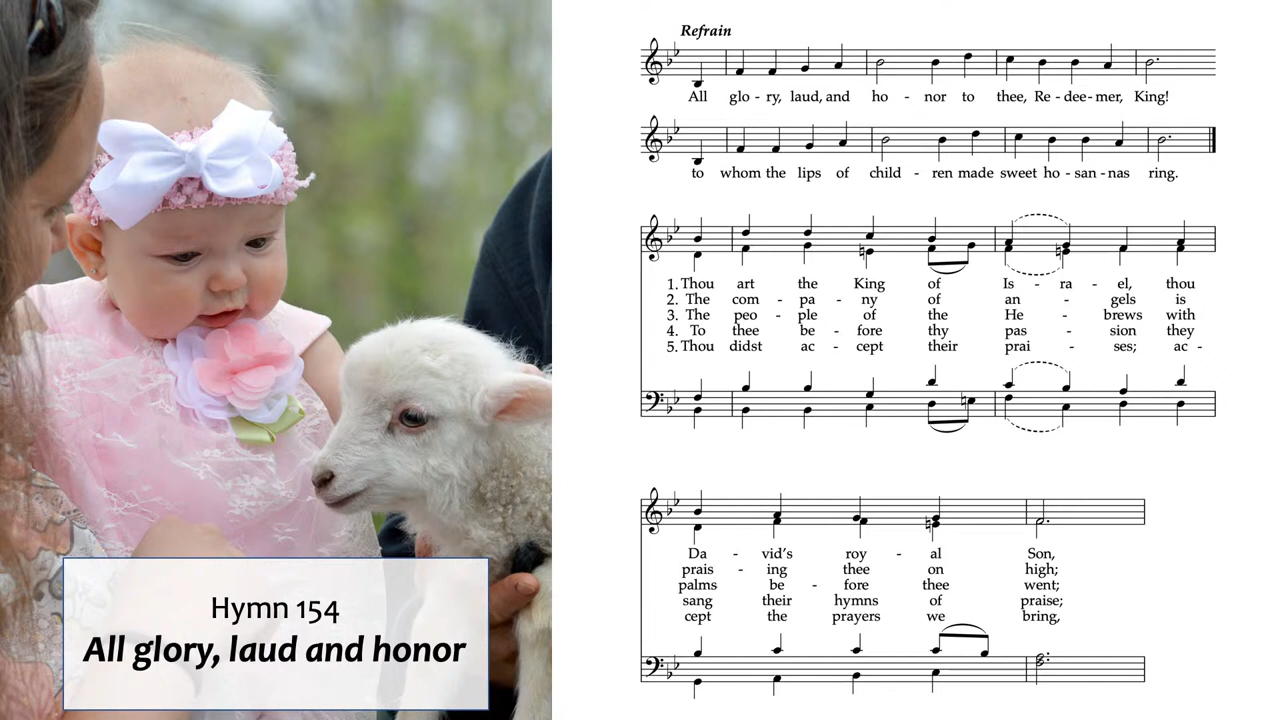 Hymn 154
All glory, laud and honor
Refrain
All glo - ry, laud, and ho - nor to thee, Re - dee - mer, King!
to whom the lips of child - ren made sweet ho - san - nas ring.
1. Thou art the King of Is - ra - el, thou
2. The com - pa - ny of an - gels is
3. The peo - ple of the He - brews with
4. To thee be - fore thy pas - sion they
5. Thou didst ac - cept their prai - ses; ac -
Da - vid's roy - al Son,
prais - ing thee on high;
palms be - fore thee went;
sang their hymns of praise;
cept the prayers we bring,